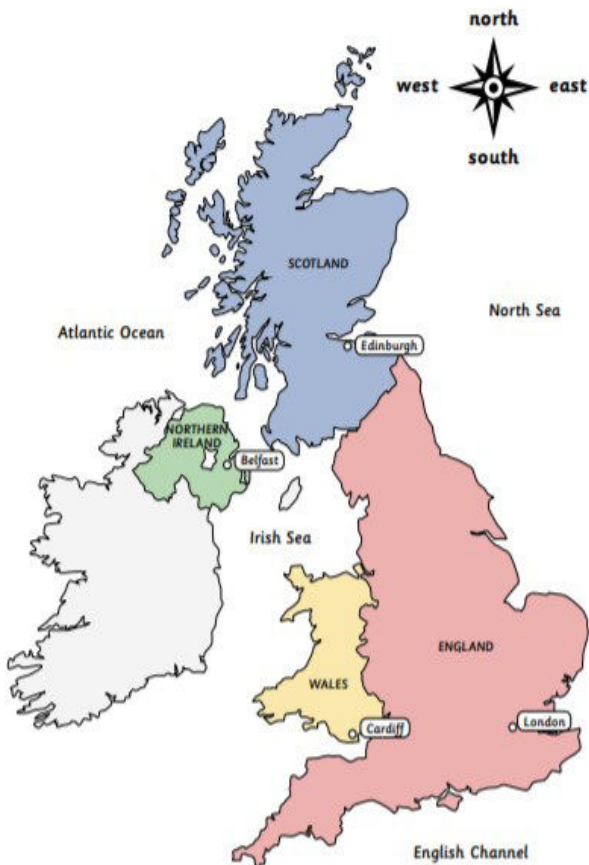 north
west east
south
SCOTLAND
North Sea
Atlantic Ocean
Edinburgh
NORTHERN
IRELAND
Belfast
Irish Sea
ENGLAND
WALES
London
Cardiff
English Channel